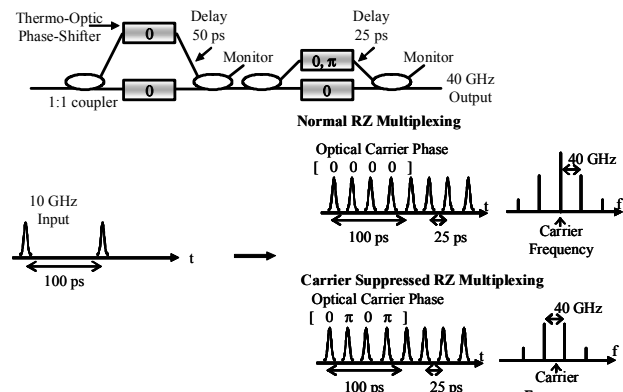 Thermo-Optic
Phase-Shifter
0
Delay
50 ps
Delay
25 ps
0, π
Monitor
Monitor
1:1 coupler
0
0
40 GHz
Output
Normal RZ Multiplexing
Optical Carrier Phase
[ 0 0 0 0 ]
40 GHz
t
f
100 ps
25 ps
Carrier
Frequency
10 GHz
Input
t
100 ps
Carrier Suppressed RZ Multiplexing
Optical Carrier Phase
[ 0 π 0 π ]
40 GHz
t
f
100 ps
25 ps
Carrier